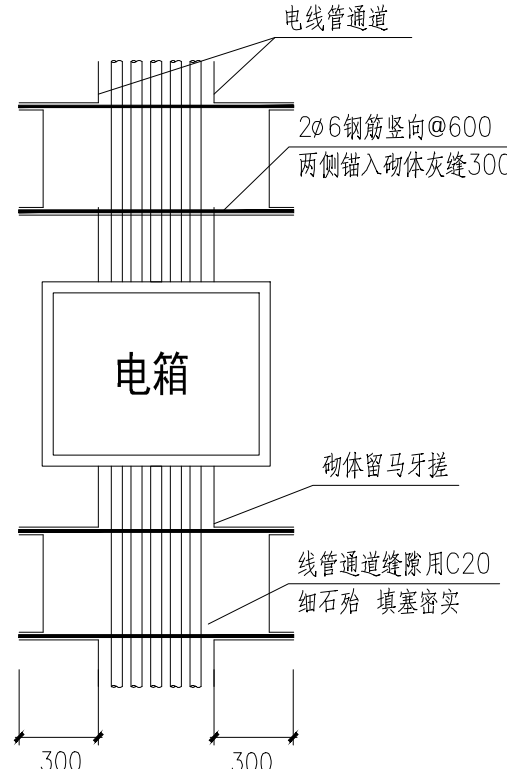 电线管通道
2φ6钢筋竖向@600
两侧锚入砌体灰缝300
电箱
砌体留马牙搓
线管通道缝隙用C20
细石砼 填塞密实
300
300